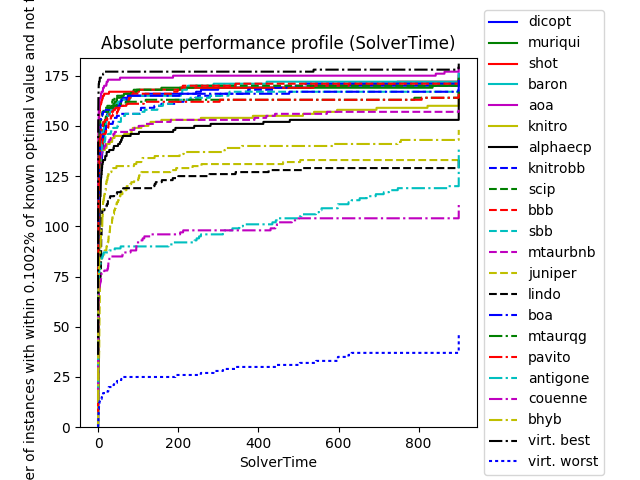 Absolute performance profile (SolverTime)
er of instances with within 0.1002% of known optimal value and not
175
150
125
100
75
50
25
0
0 200 400 600 800
SolverTime
dicopt
muriqui
shot
baron
aoa
knitro
alphaecp
knitrobb
scip
bbb
sbb
mtaurbnb
juniper
lindo
boa
mtaurqg
pavito
antigone
couenne
bhyb
virt. best
virt. worst